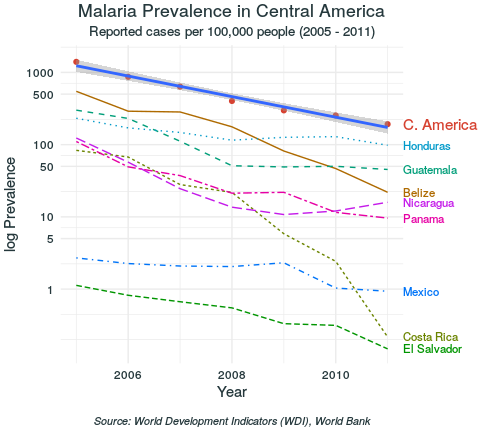 Malaria Prevalence in Central America
Reported cases per 100,000 people (2005 - 2011)
log Prevalence
1000
500
100
50
10
5
1
C. America
Honduras
Guatemala
Belize
Nicaragua
Panama
Mexico
Costa Rica
El Salvador
2006 2008 2010
Year
Source: World Development Indicators (WDI), World Bank